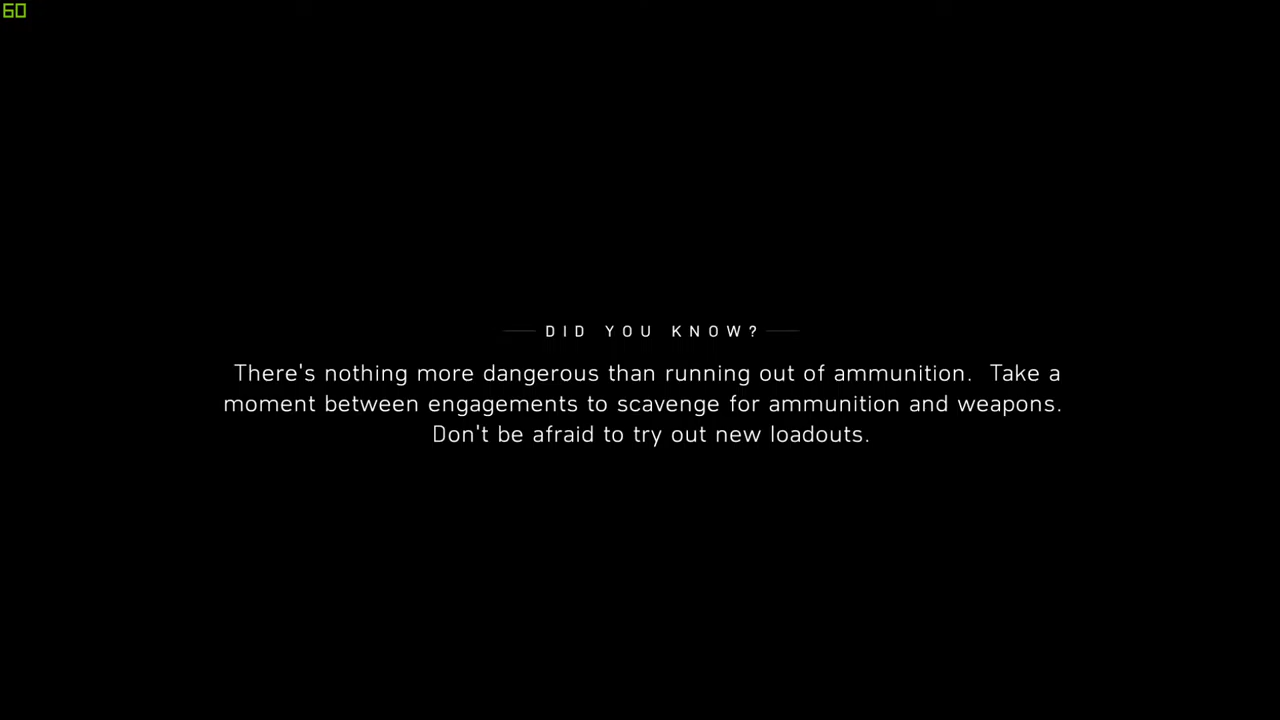 60
DID YOU KNOW?
There's nothing more dangerous than running out of ammunition.  Take a
moment between engagements to scavenge for ammunition and weapons.
Don't be afraid to try out new loadouts.